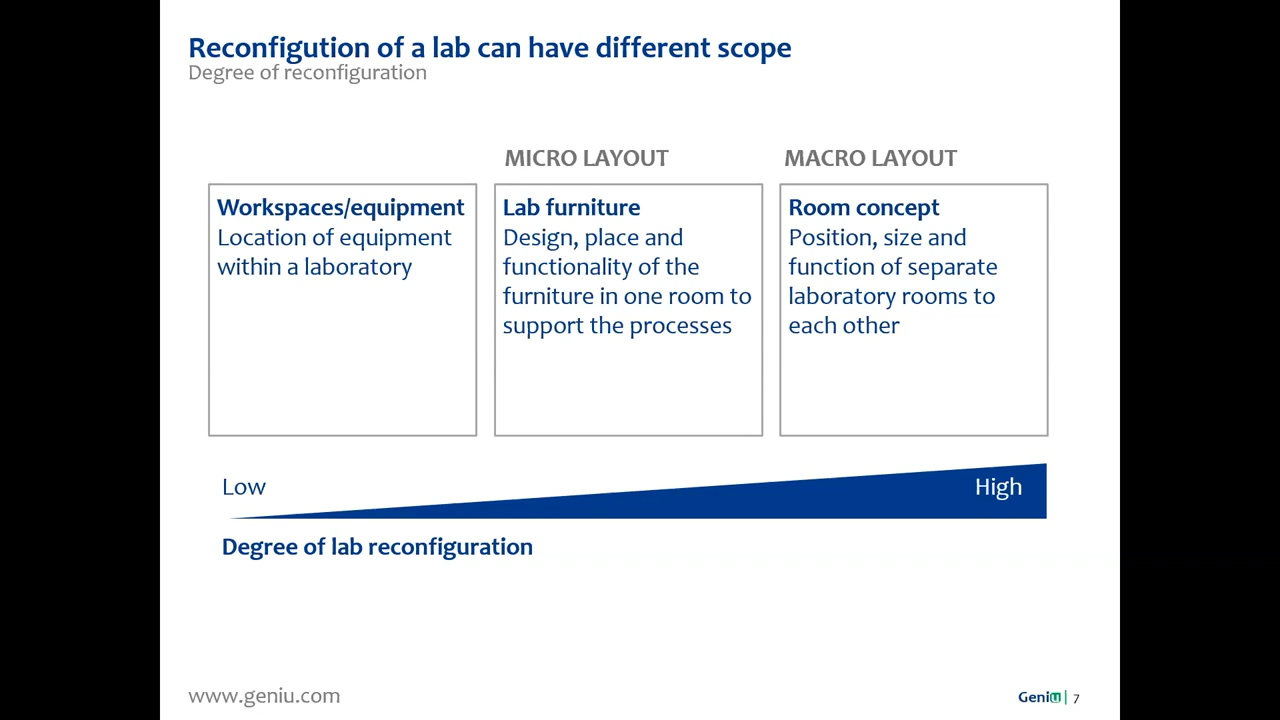 Reconfigution of a lab can have different scope
Degree of reconfiguration
MICRO LAYOUT
MACRO LAYOUT
Workspaces/equipment
Location of equipment
within a laboratory
Lab furniture
Design, place and
functionality of the
furniture in one room to
support the processes
Room concept
Position, size and
function of separate
laboratory rooms to
each other
Low
High
Degree of lab reconfiguration
www.geniu.com
Geniu | 7